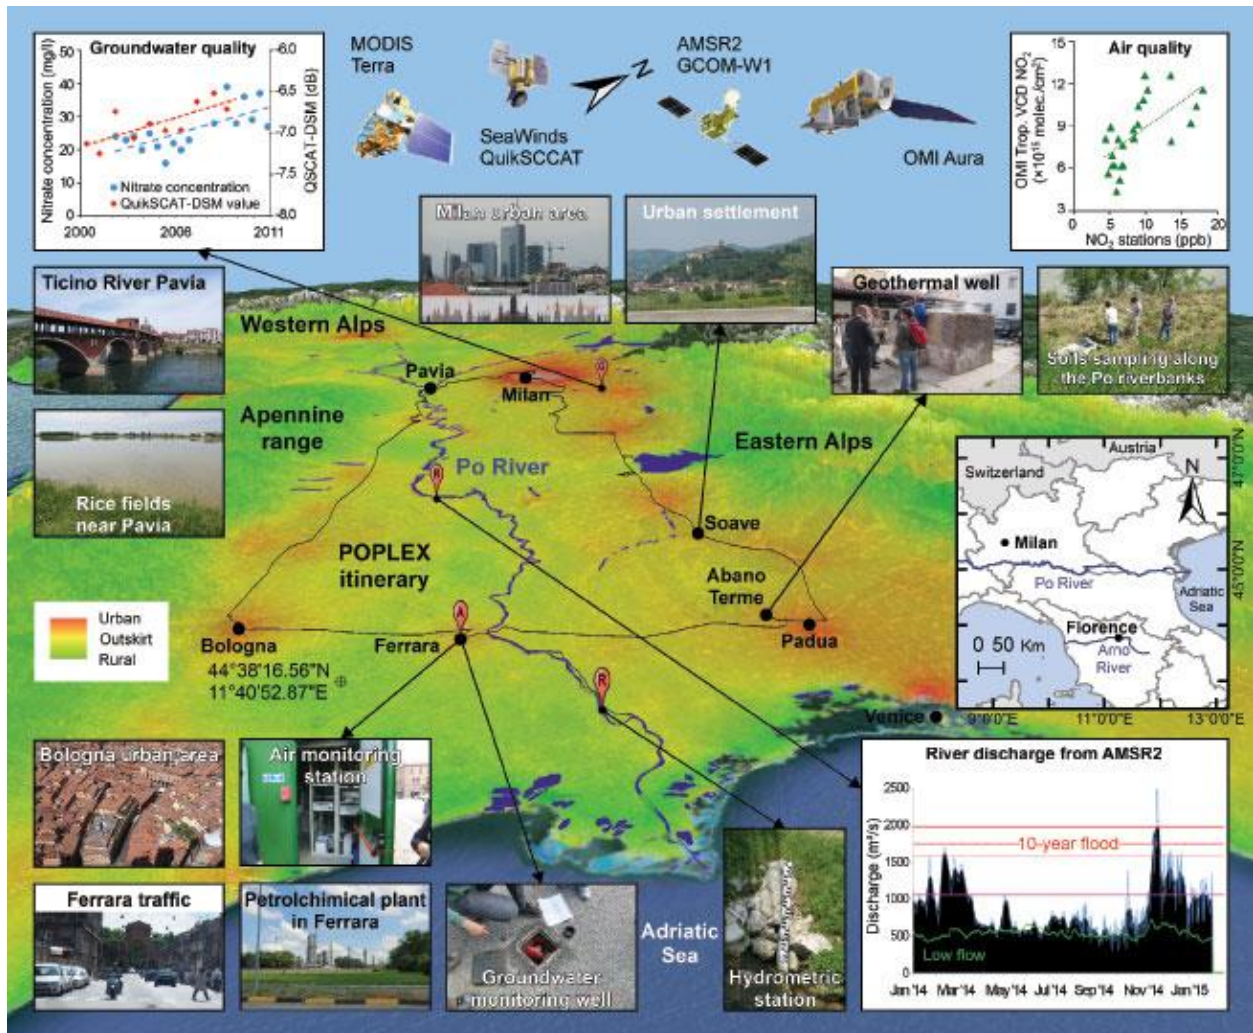 Groundwater quality
Nitrate concentration (mg/l)
50
40
30
20
10
0
-6.0
-6.5
-7.0
-7.5
-8.0
QSCAT-DSM (dB)
Nitrate concentration
QuikSCAT-DSM value
2000
2006
2011
MODIS
Terra
SeaWinds
QuikSCCAT
N
AMSR2
GCOM-W1
OMI Aura
Air quality
OMI Trop. VCD NO₂
(×10¹⁵ molec./cm²)
15
12
9
6
3
0
5
10
15
20
NO₂ stations (ppb)
Milan urban area
Urban settlement
Ticino River Pavia
Geothermal well
Soils sampling along
the Po riverbanks
Western Alps
Pavia
Milan
Apennine
range
Eastern Alps
Po River
R
Rice fields
near Pavia
Soave
POPLEX
itinerary
Abano
Terme
A
Bologna
Ferrara
Padua
Urban
Outskirt
Rural
44°38'16.56"N
11°40'52.87"E
R
Venice
Austria
Switzerland
N
Milan
Po River
Adriatic
Sea
Florence
Arno
River
0 50 Km
47°0'0"N
45°0'0"N
9°0'0"E
11°0'0"E
13°0'0"E
Bologna urban area
Air monitoring
station
Ferrara traffic
Petrolchimical plant
in Ferrara
Groundwater
monitoring well
Adriatic
Sea
Hydrometric
station
River discharge from AMSR2
Discharge (m³/s)
2500
2000
1500
1000
500
0
10-year flood
Low flow
Jan '14
Mar '14
May '14
Jul '14
Sep '14
Nov '14
Jan '15